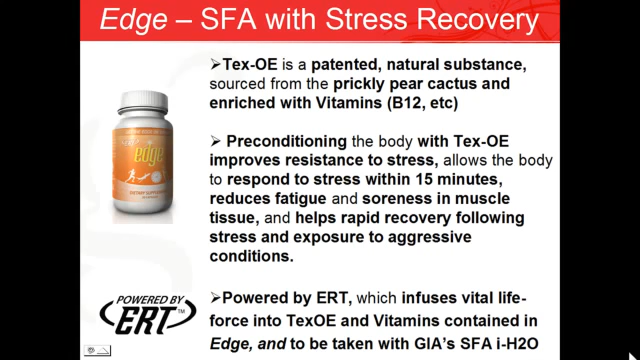 Edge – SFA with Stress Recovery
➢Tex-OE is a patented, natural substance,
sourced from the prickly pear cactus and
enriched with Vitamins (B12, etc)
➢ Preconditioning the body with Tex-OE
improves resistance to stress, allows the body
to respond to stress within 15 minutes,
reduces fatigue and soreness in muscle
tissue, and helps rapid recovery following
stress and exposure to aggressive
conditions.
edge
POWERED BY
ERT
➢Powered by ERT, which infuses vital life-
force into TexOE and Vitamins contained in
Edge, and to be taken with GIA's SFA i-H2O